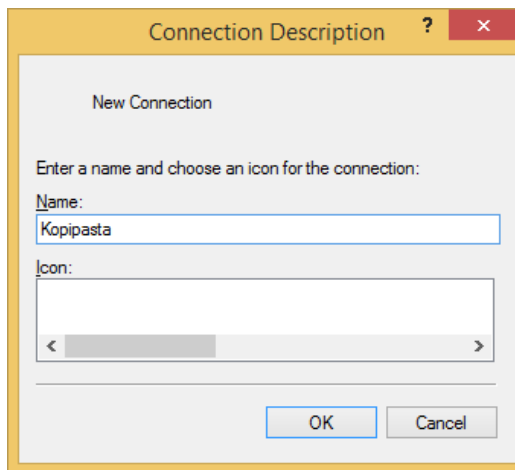 Connection Description
?
New Connection
Enter a name and choose an icon for the connection:
Name:
Kopipasta
Icon:
OK
Cancel